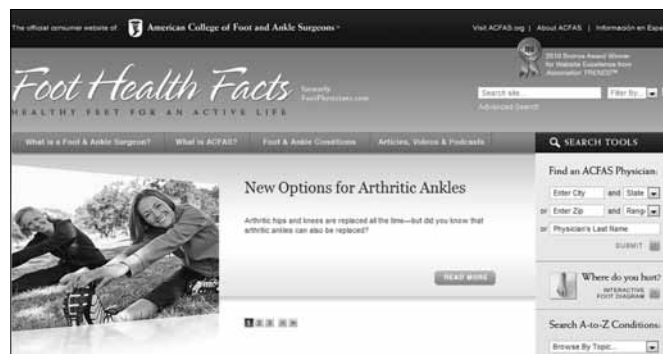 The official consumer website of American College of Foot and Ankle Surgeons
Visit ACFAS.org | About ACFAS | Información en Espa
2010 Bronze Award Winner
for Website Excellence from
Association TRENDS™
Foot Health Facts
formerly
FootPhysicians.com
HEALTHY FEET FOR AN ACTIVE LIFE
Search site...
Filter By...
Advanced Search
What is a Foot & Ankle Surgeon?
What is ACFAS?
Foot & Ankle Conditions
Articles, Videos & Podcasts
SEARCH TOOLS
New Options for Arthritic Ankles
Arthritic hips and knees are replaced all the time—but did you know that
arthritic ankles can also be replaced?
READ MORE
1 2 3
Find an ACFAS Physician:
Enter City and State
or Enter Zip and Range
or Physician's Last Name
SUBMIT
Where do you hurt?
INTERACTIVE
FOOT DIAGRAM
Search A-to-Z Conditions:
Browse By Topic...